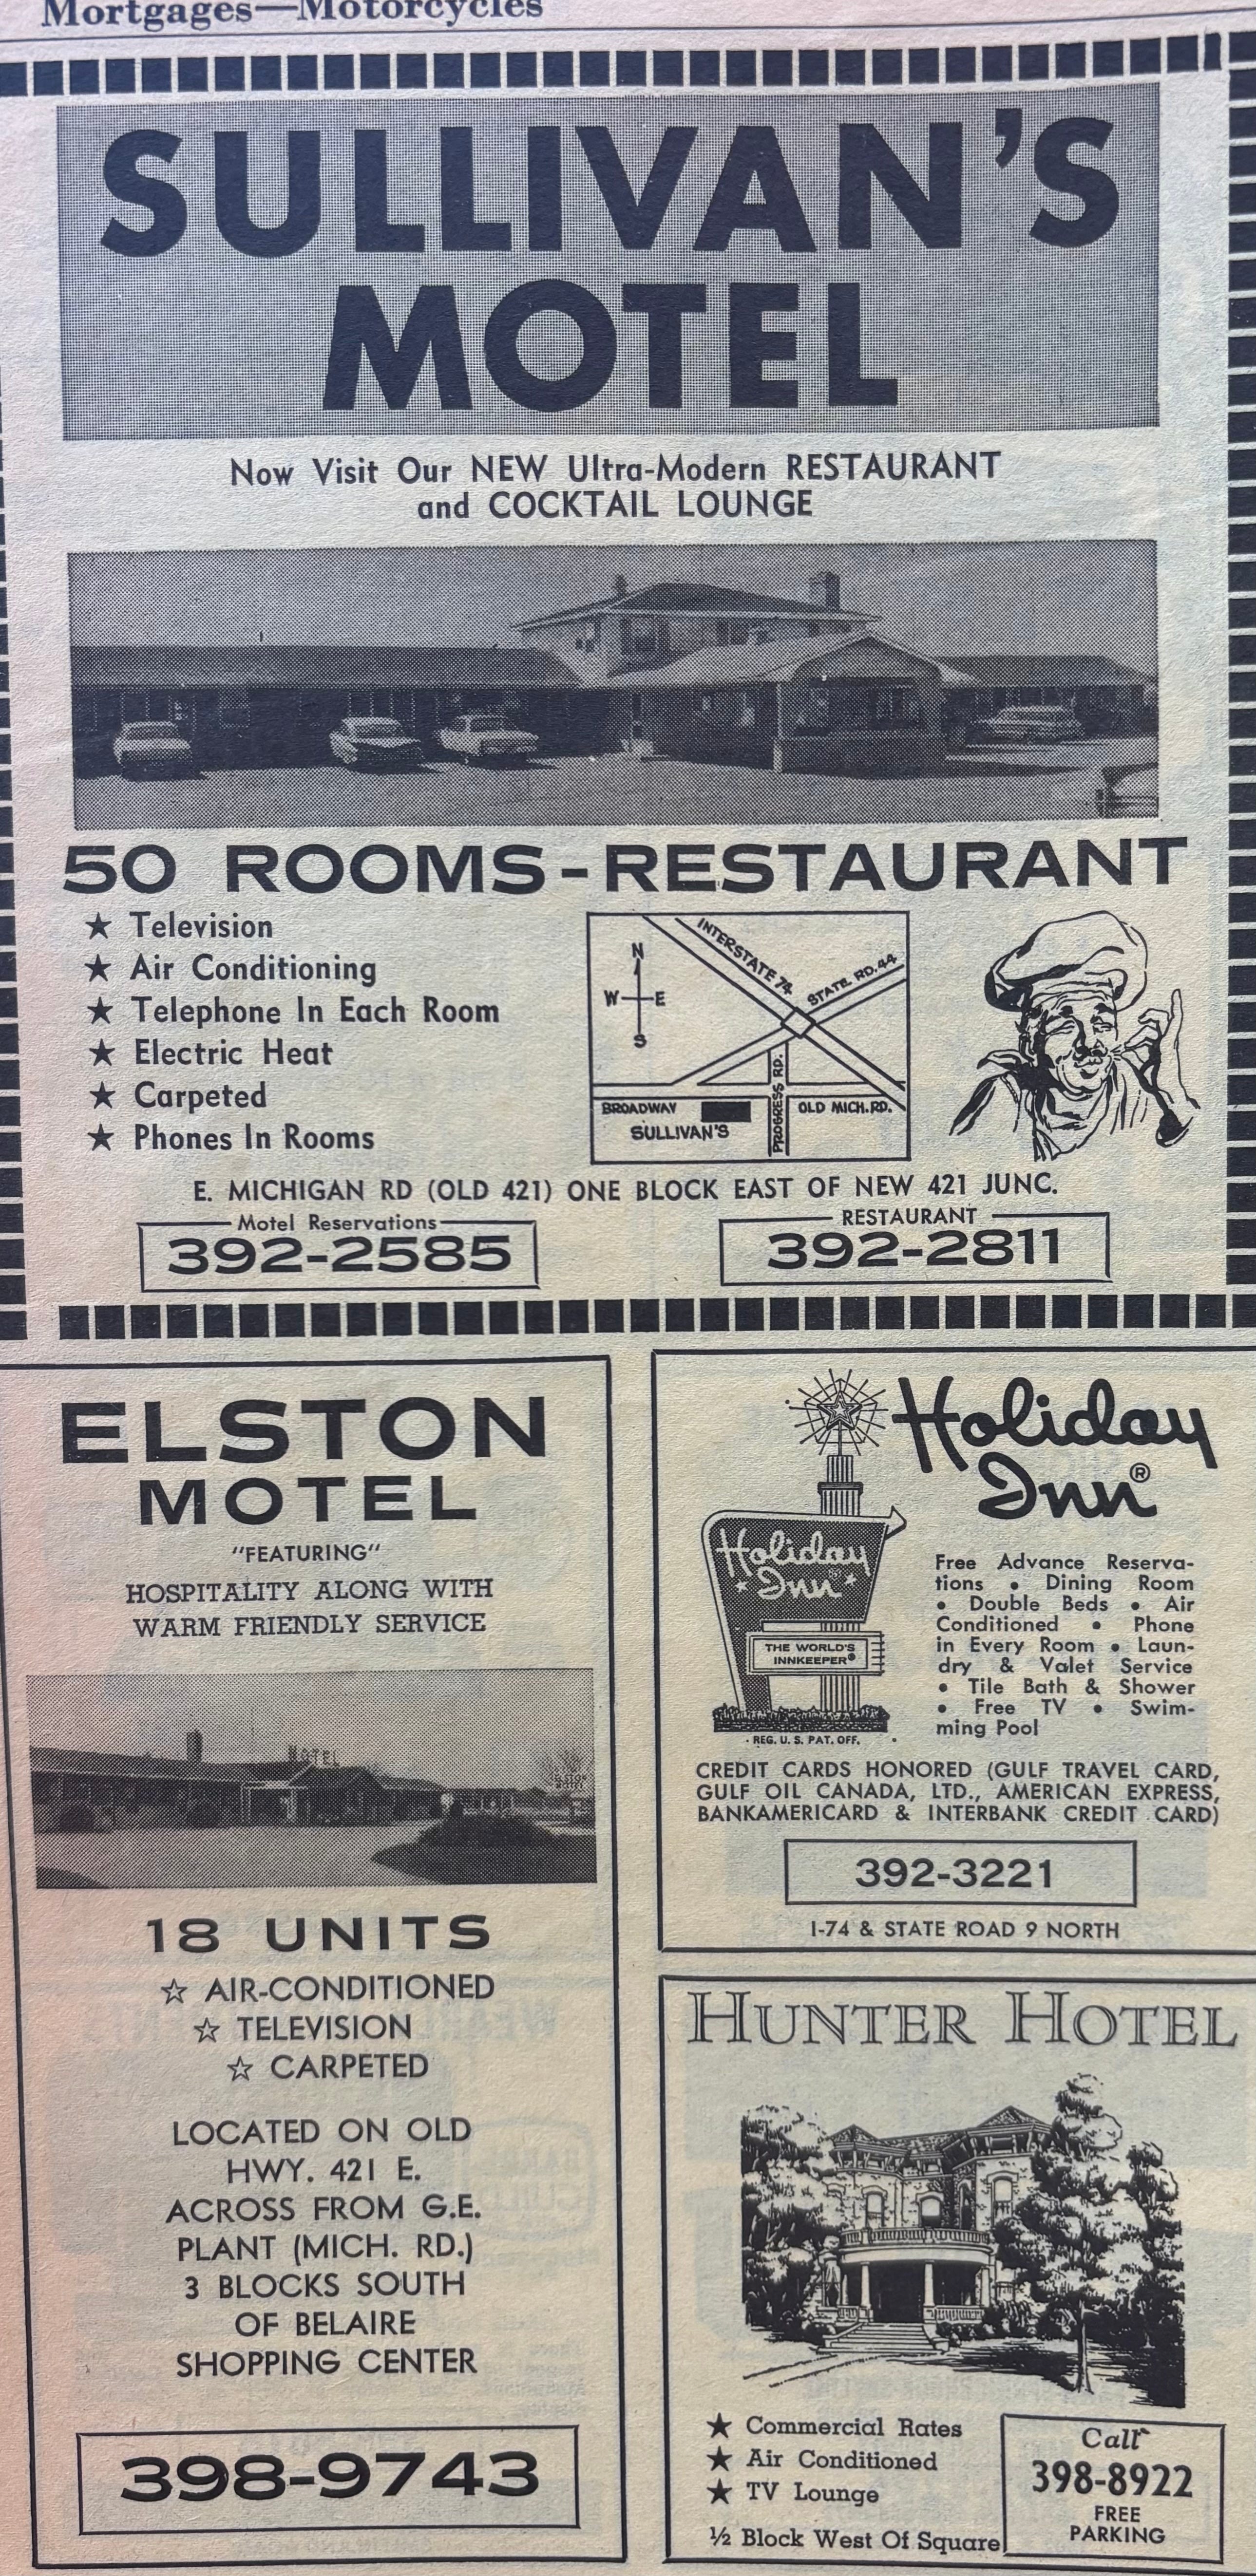 Mortgages—Motorcycles
SULLIVAN'S
MOTEL
Now Visit Our NEW Ultra-Modern RESTAURANT
and COCKTAIL LOUNGE
50 ROOMS-RESTAURANT
★ Television
★ Air Conditioning
★ Telephone In Each Room
★ Electric Heat
★ Carpeted
★ Phones In Rooms
INTERSTATE 74
STATE RD. 44
N
W E
S
PROGRESS RD.
BROADWAY
OLD MICH. RD.
SULLIVAN'S
E. MICHIGAN RD (OLD 421) ONE BLOCK EAST OF NEW 421 JUNC.
Motel Reservations
392-2585
RESTAURANT
392-2811
ELSTON
MOTEL
"FEATURING"
HOSPITALITY ALONG WITH
WARM FRIENDLY SERVICE
MOTEL
ELSTON
18 UNITS
☆ AIR-CONDITIONED
☆ TELEVISION
☆ CARPETED
LOCATED ON OLD
HWY. 421 E.
ACROSS FROM G.E.
PLANT (MICH. RD.)
3 BLOCKS SOUTH
OF BELAIRE
SHOPPING CENTER
398-9743
Holiday
Inn®
Holiday
Inn®
THE WORLD'S
INNKEEPER®
• REG. U. S. PAT. OFF. •
Free Advance Reserva-
tions • Dining Room
• Double Beds • Air
Conditioned • Phone
in Every Room • Laun-
dry & Valet Service
• Tile Bath & Shower
• Free TV • Swim-
ming Pool
CREDIT CARDS HONORED (GULF TRAVEL CARD,
GULF OIL CANADA, LTD., AMERICAN EXPRESS,
BANKAMERICARD & INTERBANK CREDIT CARD)
392-3221
I-74 & STATE ROAD 9 NORTH
HUNTER HOTEL
★ Commercial Rates
★ Air Conditioned
★ TV Lounge
½ Block West Of Square
Call
398-8922
FREE
PARKING